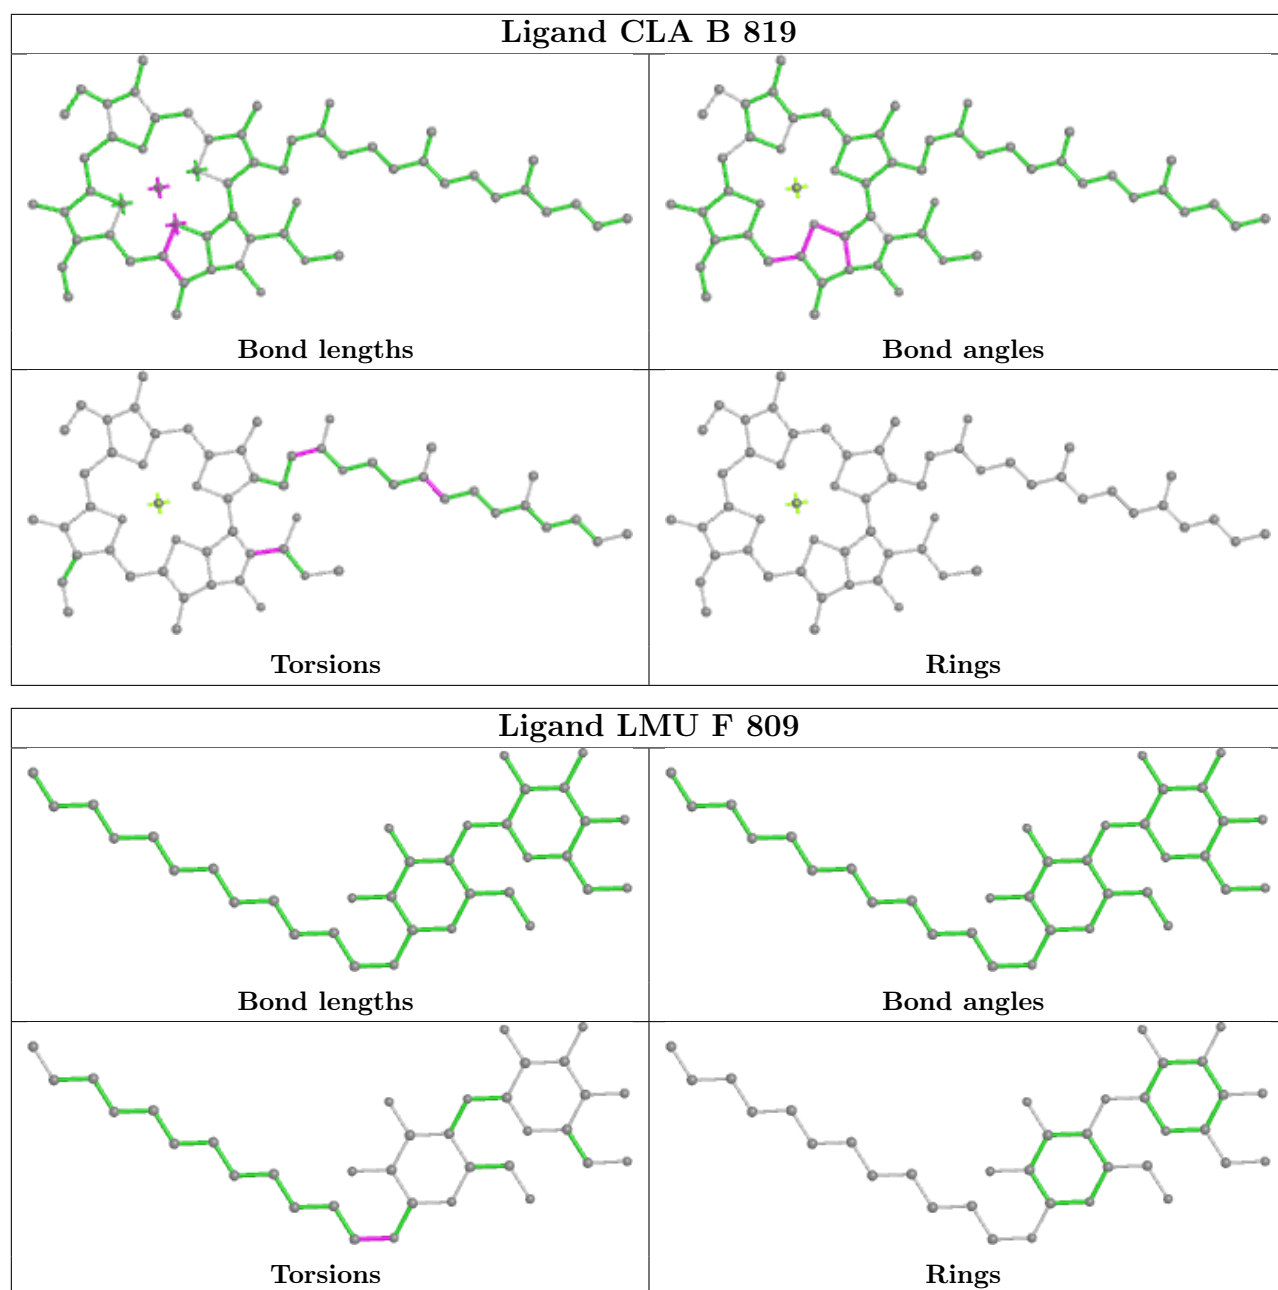 Ligand CLA B 819
Bond lengths
Bond angles
Torsions
Rings
Ligand LMU F 809
Bond lengths
Bond angles
Torsions
Rings